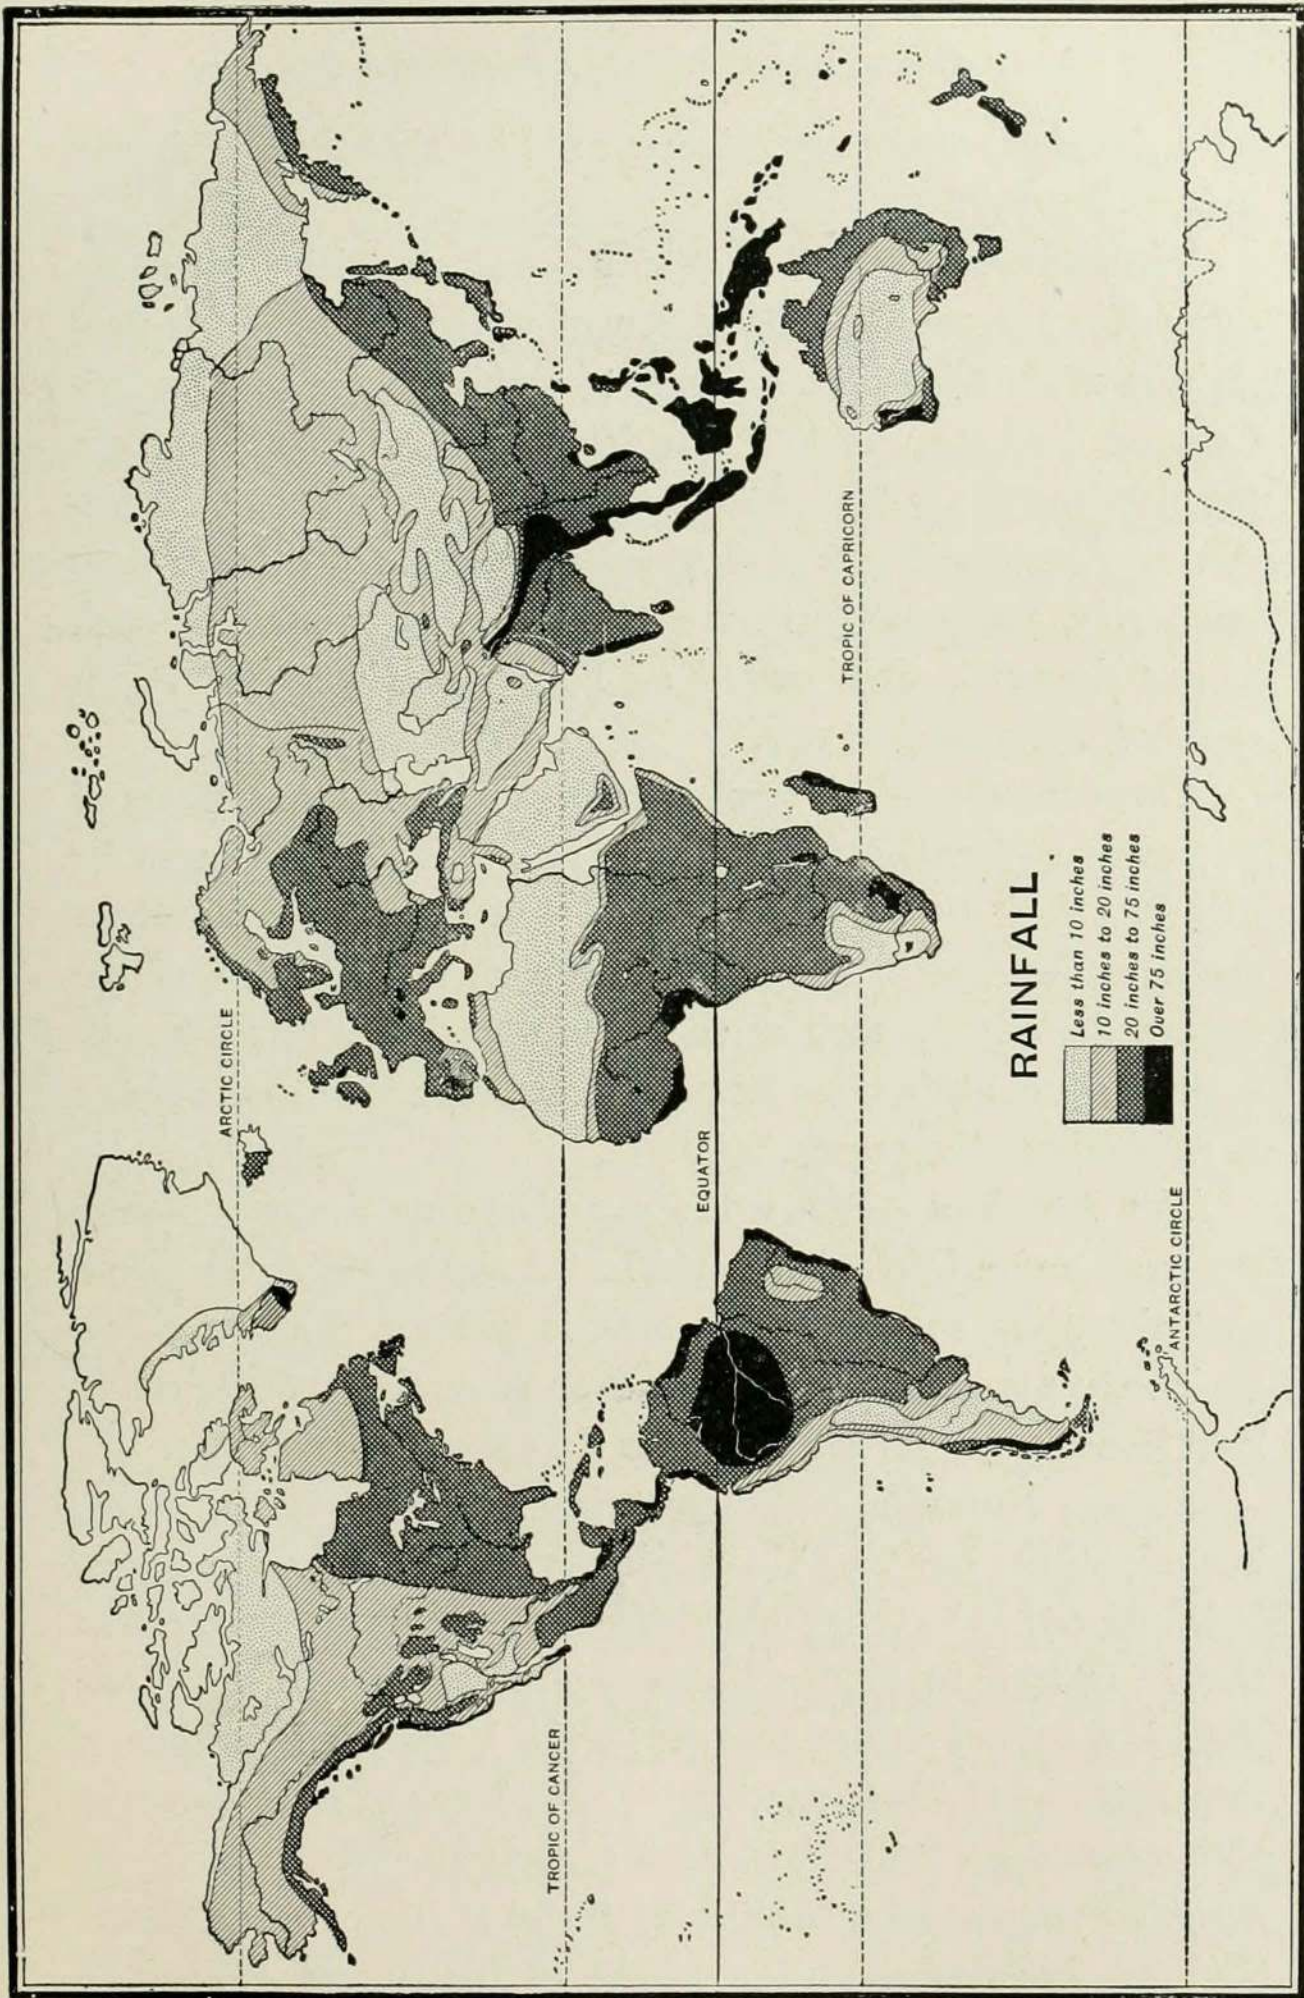 ARCTIC CIRCLE
TROPIC OF CANCER
EQUATOR
TROPIC OF CAPRICORN
ANTARCTIC CIRCLE
RAINFALL
Less than 10 inches
10 inches to 20 inches
20 inches to 75 inches
Over 75 inches